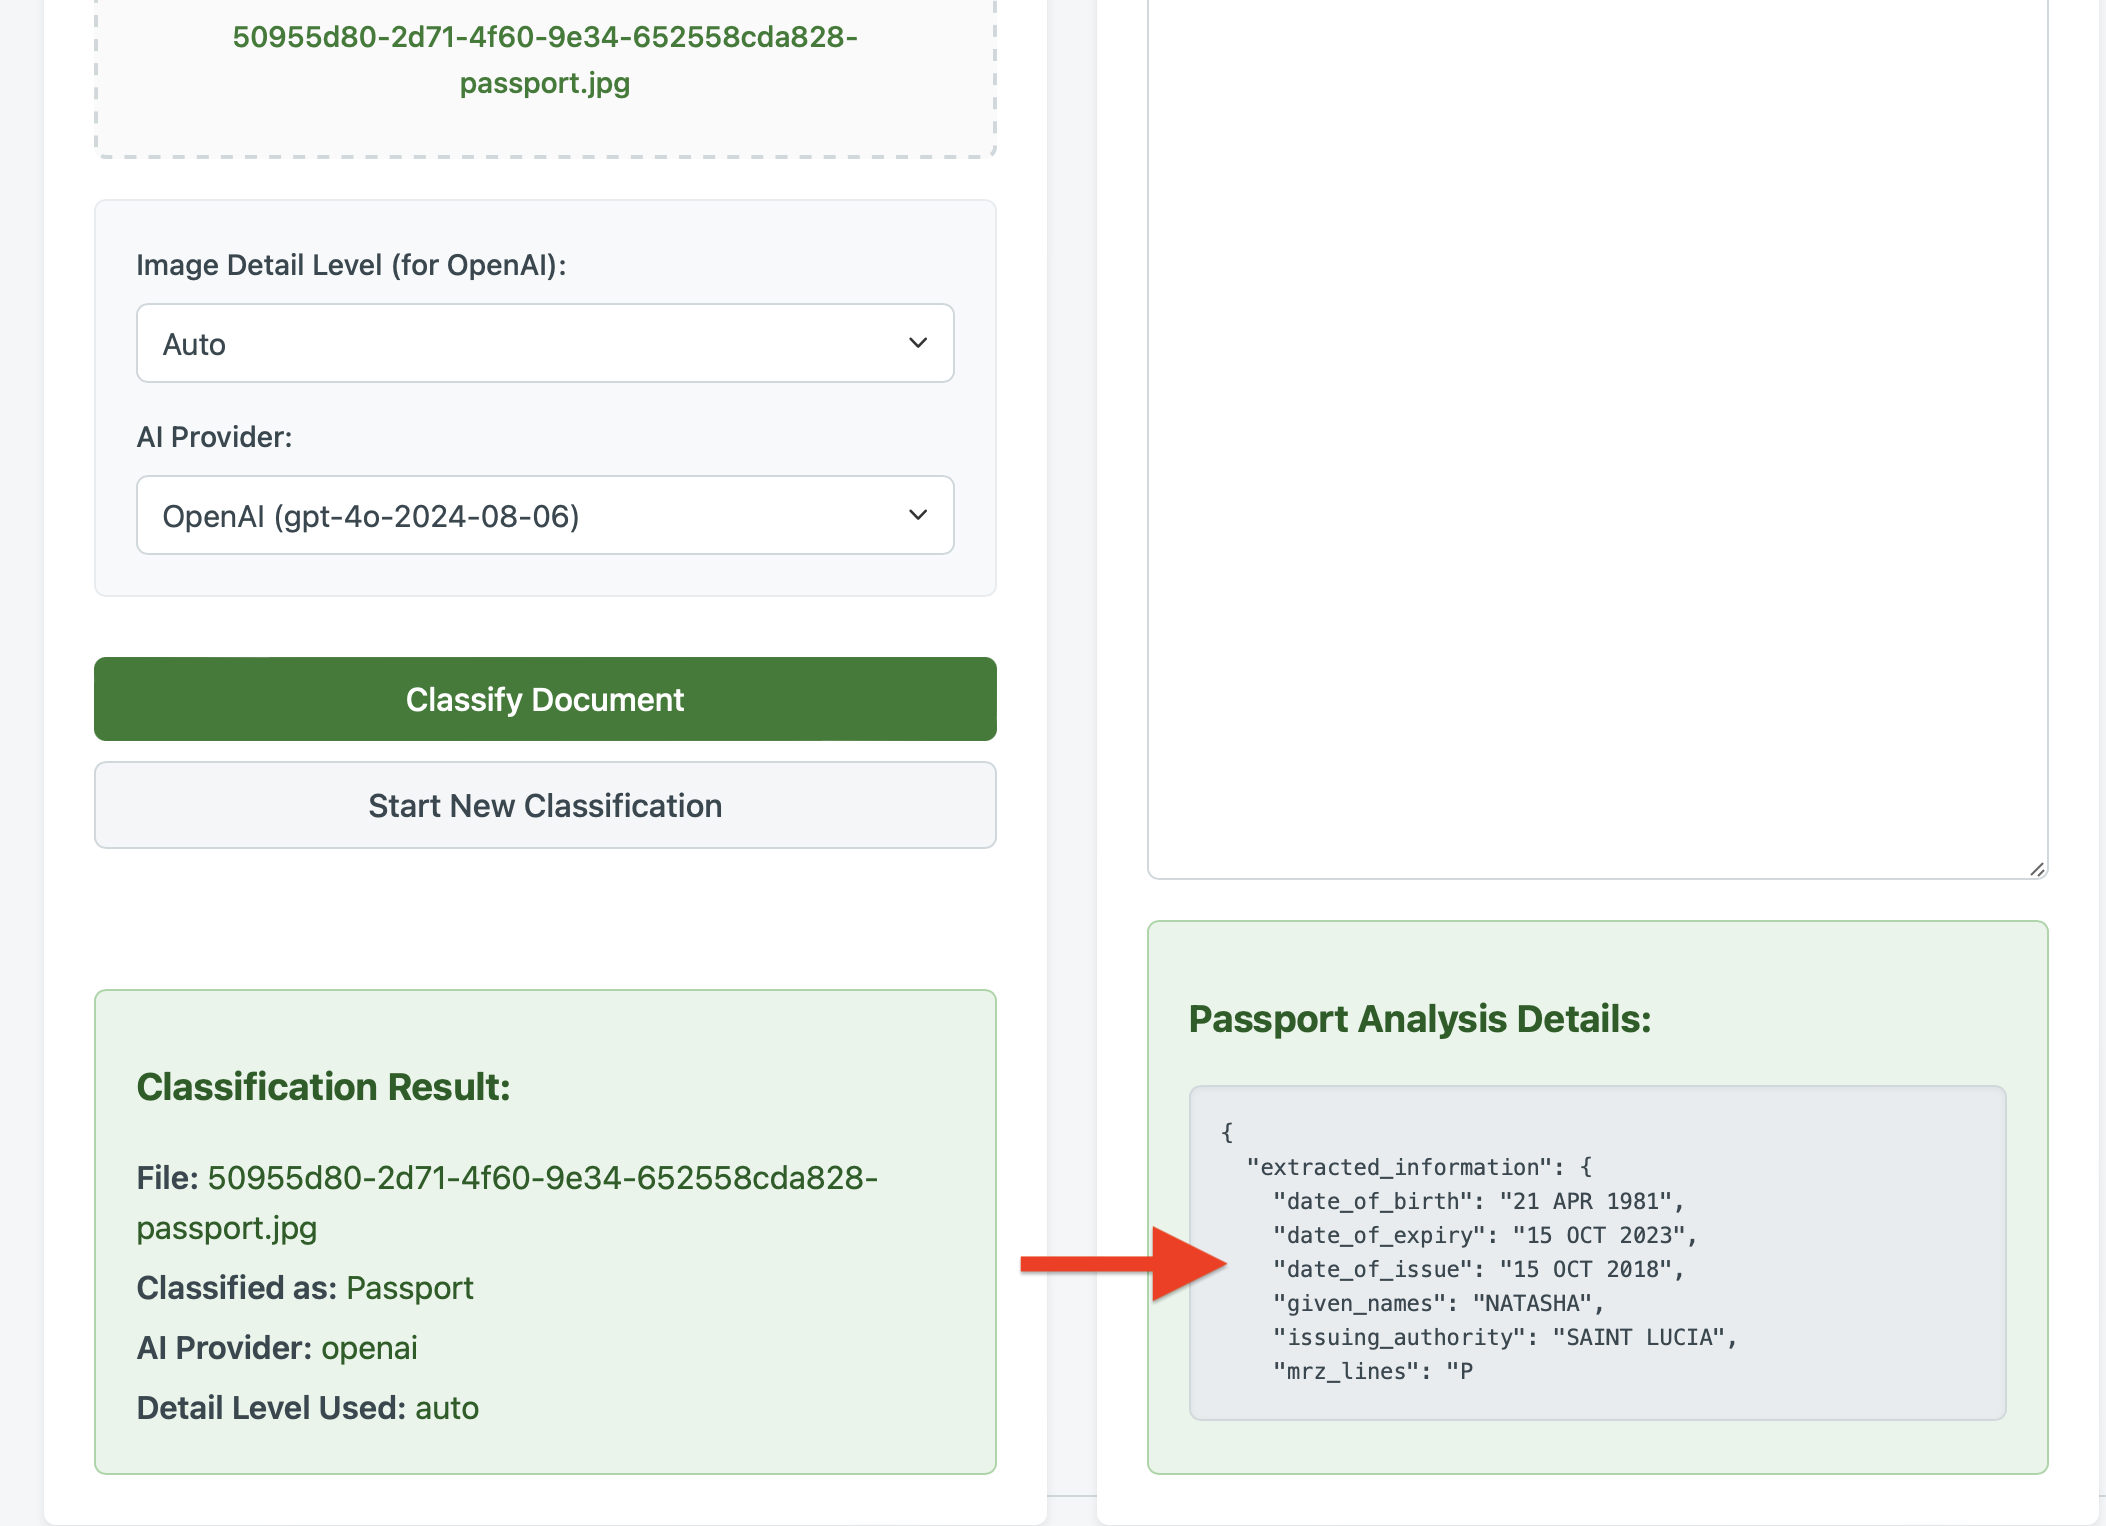 50955d80-2d71-4f60-9e34-652558cda828-
passport.jpg
Image Detail Level (for OpenAI):
Auto
AI Provider:
OpenAI (gpt-4o-2024-08-06)
Classify Document
Start New Classification
Classification Result:
File: 50955d80-2d71-4f60-9e34-652558cda828-
passport.jpg
Classified as: Passport
AI Provider: openai
Detail Level Used: auto
Passport Analysis Details:
{
  "extracted_information": {
    "date_of_birth": "21 APR 1981",
    "date_of_expiry": "15 OCT 2023",
    "date_of_issue": "15 OCT 2018",
    "given_names": "NATASHA",
    "issuing_authority": "SAINT LUCIA",
    "mrz_lines": "P